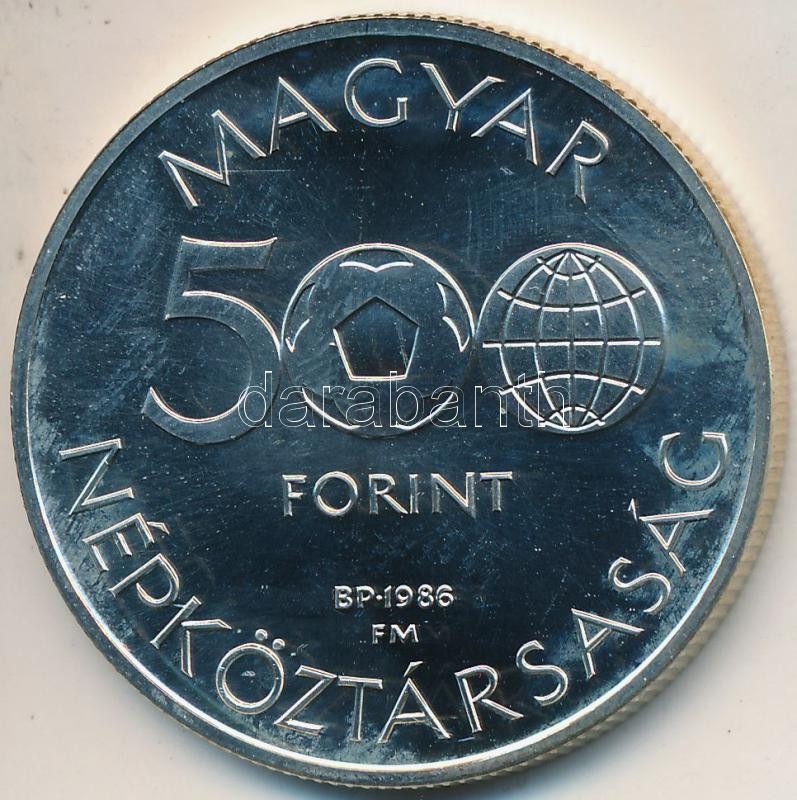 MAGYAR
500
FORINT
BP·1986
FM
NÉPKÖZTÁRSASÁG
darabanth